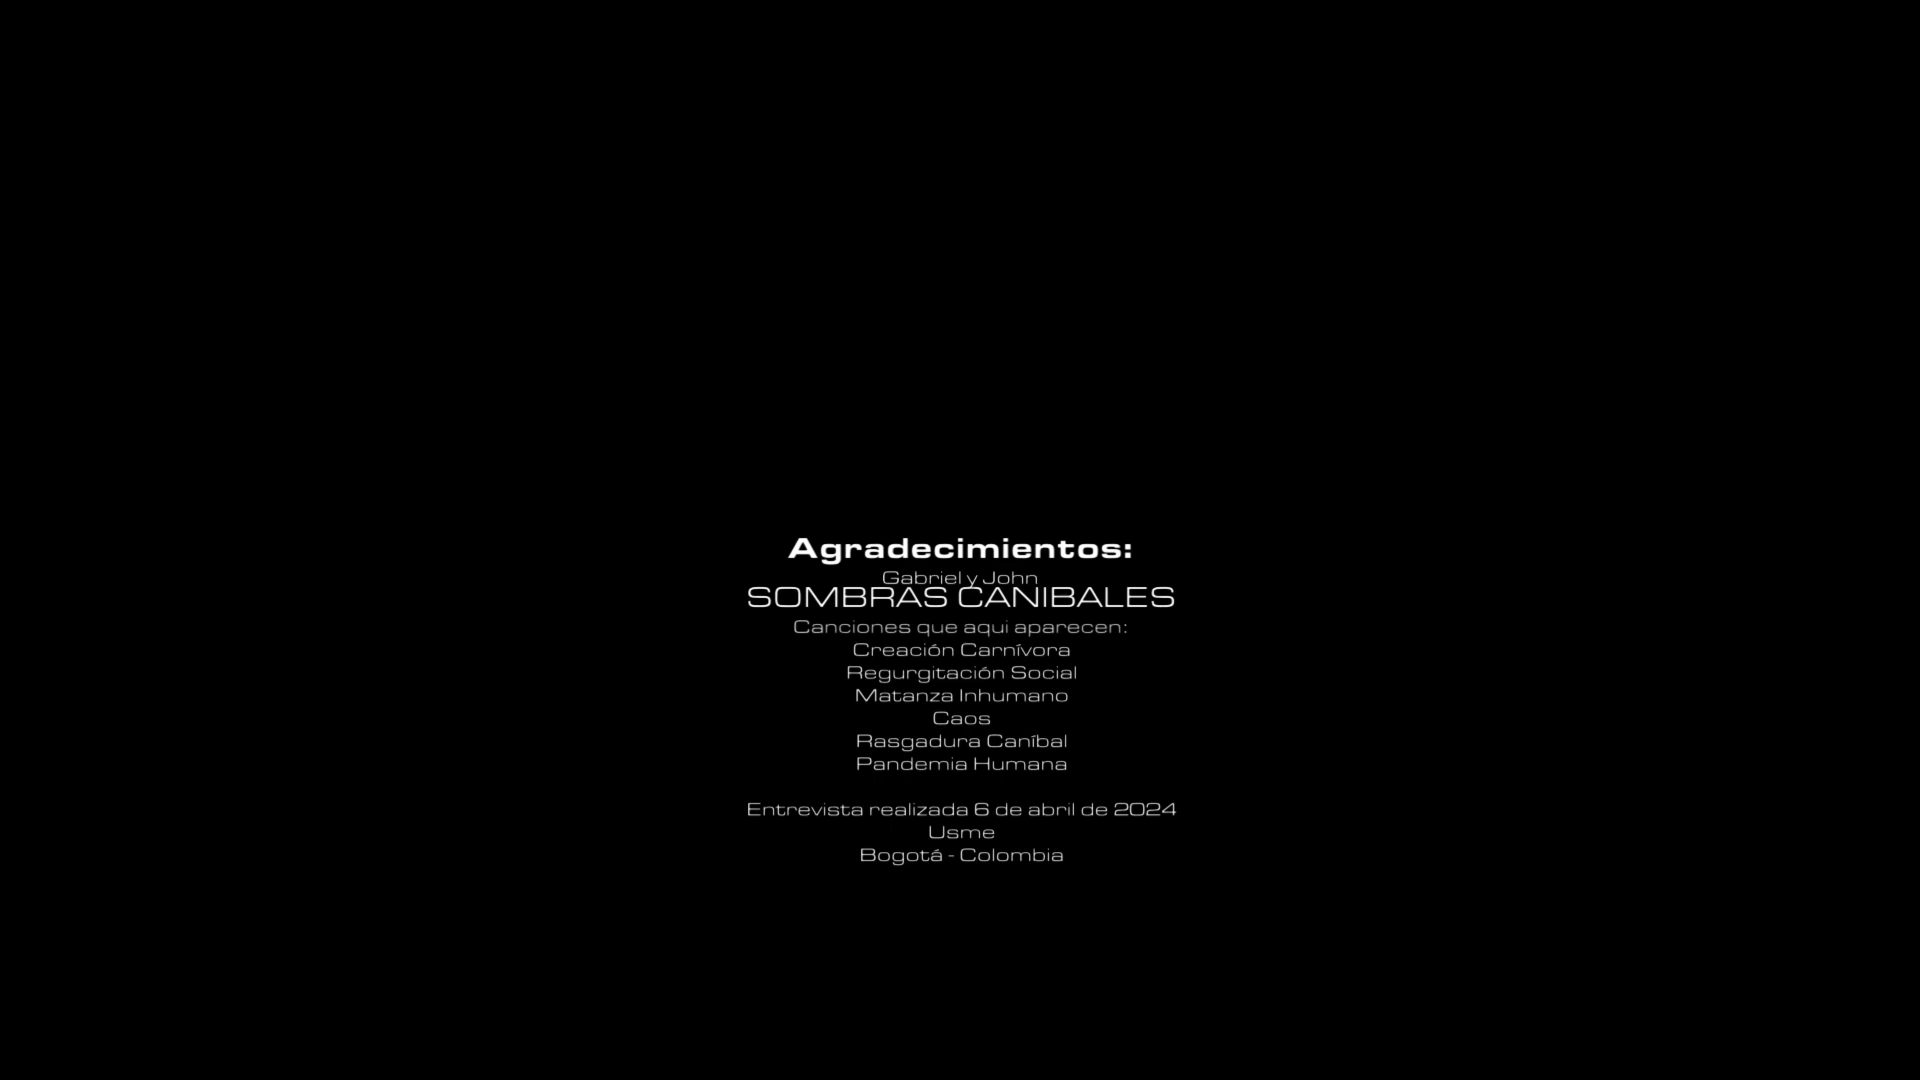 Agradecimientos:
Gabriel y John
SOMBRAS CANIBALES
Canciones que aqui aparecen:
Creación Carnívora
Regurgitación Social
Matanza Inhumano
Caos
Rasgadura Caníbal
Pandemia Humana
Entrevista realizada 6 de abril de 2024
Usme
Bogotá - Colombia